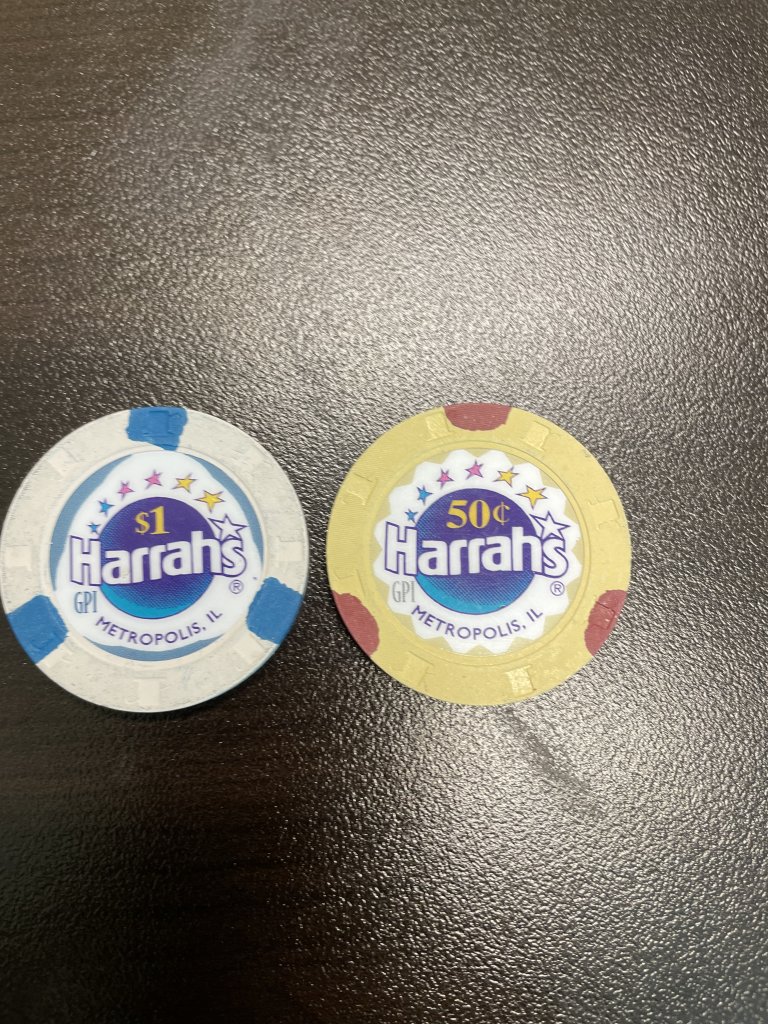 $1
Harrah's
®
GPI
METROPOLIS, IL
50¢
Harrah's
®
GPI
METROPOLIS, IL